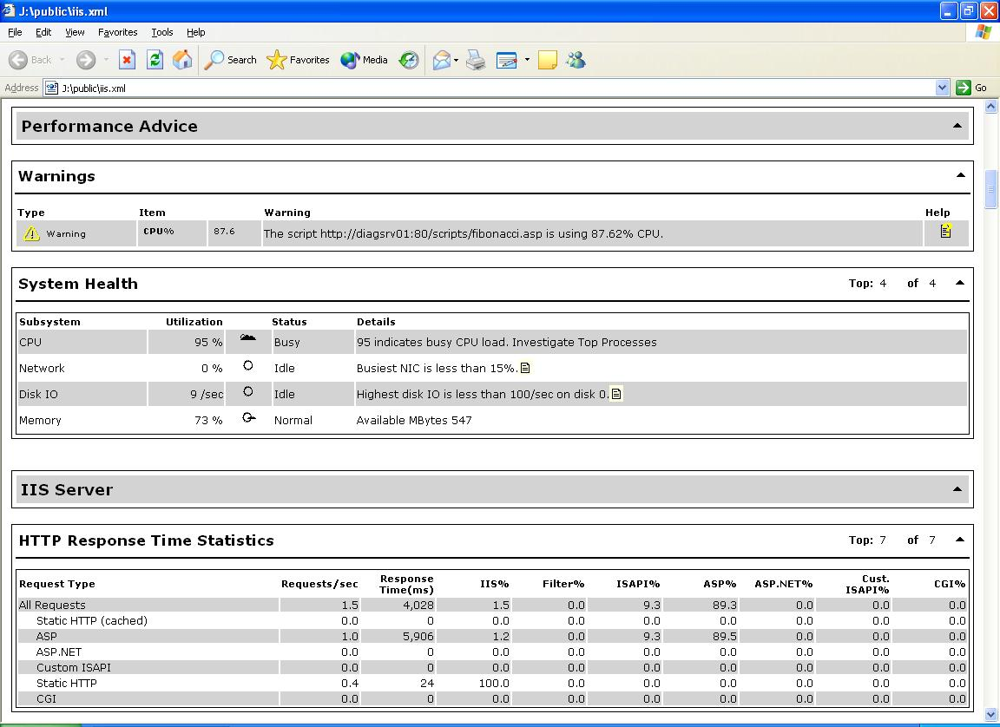 J:\public\iis.xml
File Edit View Favorites Tools Help
Back Search Favorites Media
Address J:\public\iis.xml Go
Performance Advice
Warnings
Type Item Warning Help
Warning CPU% 87.6 The script http://diagsrv01:80/scripts/fibonacci.asp is using 87.62% CPU.
System Health Top: 4 of 4
Subsystem Utilization Status Details
CPU 95 % Busy 95 indicates busy CPU load. Investigate Top Processes
Network 0 % Idle Busiest NIC is less than 15%.
Disk IO 9 /sec Idle Highest disk IO is less than 100/sec on disk 0.
Memory 73 % Normal Available MBytes 547
IIS Server
HTTP Response Time Statistics Top: 7 of 7
Request Type Requests/sec Response Time(ms) IIS% Filter% ISAPI% ASP% ASP.NET% Cust. ISAPI% CGI%
All Requests 1.5 4,028 1.5 0.0 9.3 89.3 0.0 0.0 0.0
Static HTTP (cached) 0.0 0 0.0 0.0 0.0 0.0 0.0 0.0 0.0
ASP 1.0 5,906 1.2 0.0 9.3 89.5 0.0 0.0 0.0
ASP.NET 0.0 0 0.0 0.0 0.0 0.0 0.0 0.0 0.0
Custom ISAPI 0.0 0 0.0 0.0 0.0 0.0 0.0 0.0 0.0
Static HTTP 0.4 24 100.0 0.0 0.0 0.0 0.0 0.0 0.0
CGI 0.0 0 0.0 0.0 0.0 0.0 0.0 0.0 0.0